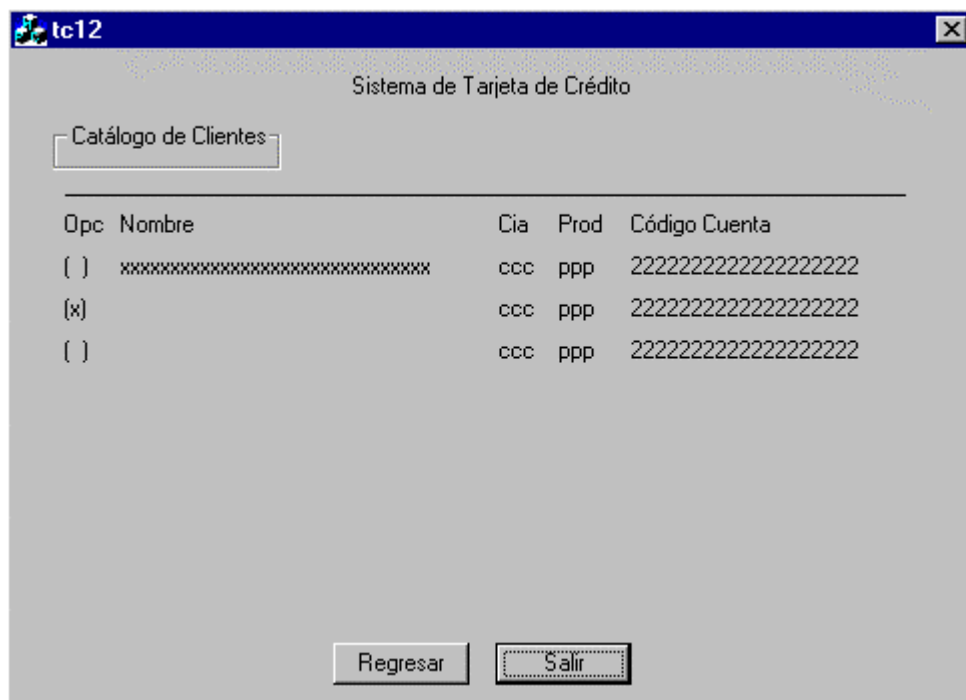 tc12
Sistema de Tarjeta de Crédito
Catálogo de Clientes
Opc Nombre Cia Prod Código Cuenta
( ) xxxxxxxxxxxxxxxxxxxxxxxxxxxxxxx ccc ppp 2222222222222222222
(x) ccc ppp 2222222222222222222
( ) ccc ppp 2222222222222222222
Regresar Salir